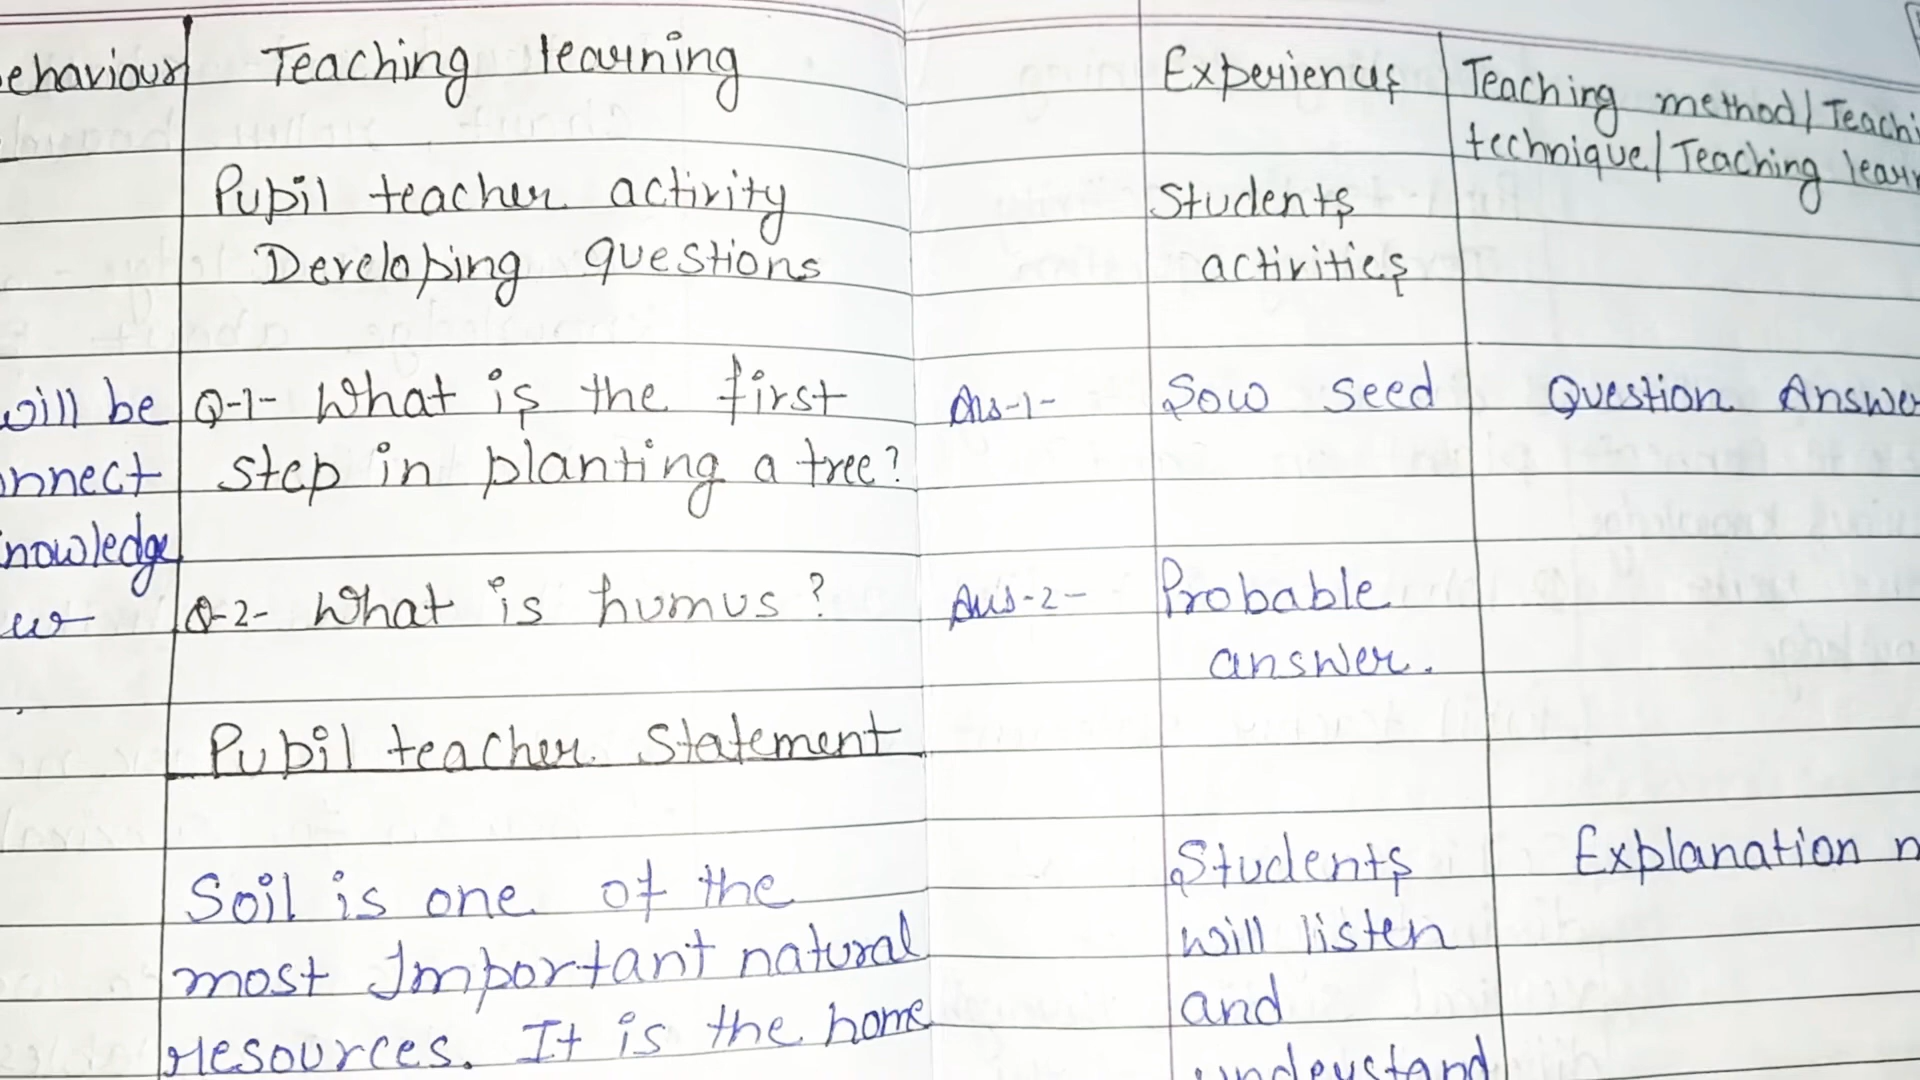 ehaviour
Teaching learning
Pupil teacher activity
Developing questions
will be
onnect
nowledge
Q-1- What is the first
step in planting a tree?
Q-2- What is humus?
Pupil teacher Statement
Soil is one of the
most Important natural
resources. It is the home
Ans-1-
Ans-2-
Experiences
Students
activities
Sow seed
Probable
answer.
Students
will listen
and
understand
Teaching method/Teachi
technique/Teaching lear
Question Answe
Explanation